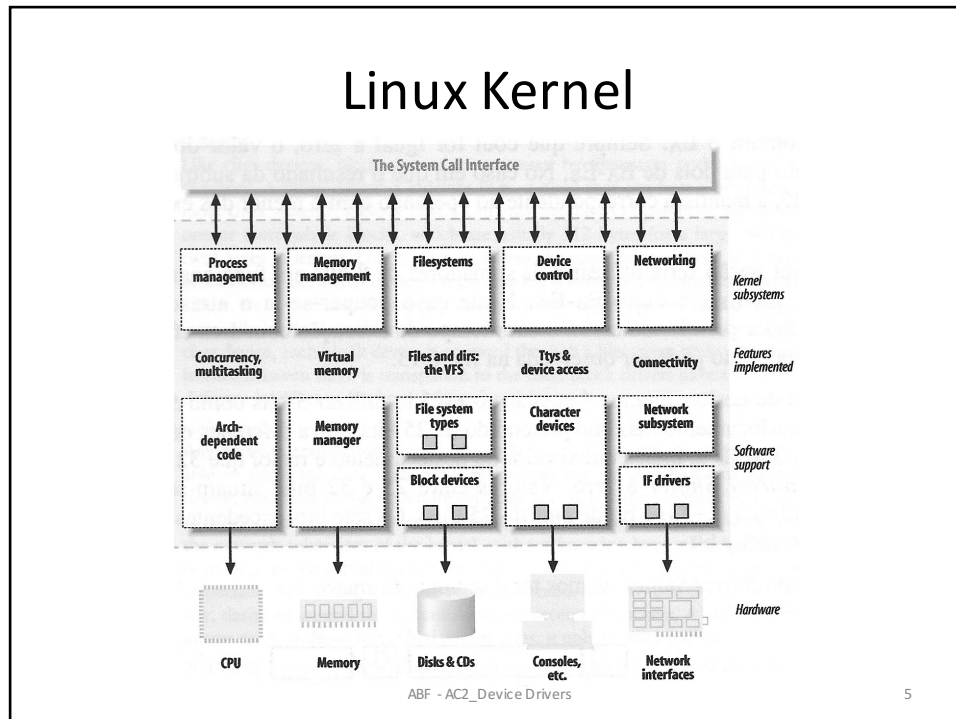 Linux Kernel
The System Call Interface
Process
management
Memory
management
Filesystems
Device
control
Networking
Kernel
subsystems
Concurrency,
multitasking
Virtual
memory
Files and dirs:
the VFS
Ttys &
device access
Connectivity
Features
implemented
Arch-
dependent
code
Memory
manager
File system
types
Block devices
Character
devices
Network
subsystem
IF drivers
Software
support
CPU
Memory
Disks & CDs
Consoles,
etc.
Network
interfaces
Hardware
ABF - AC2_Device Drivers
5